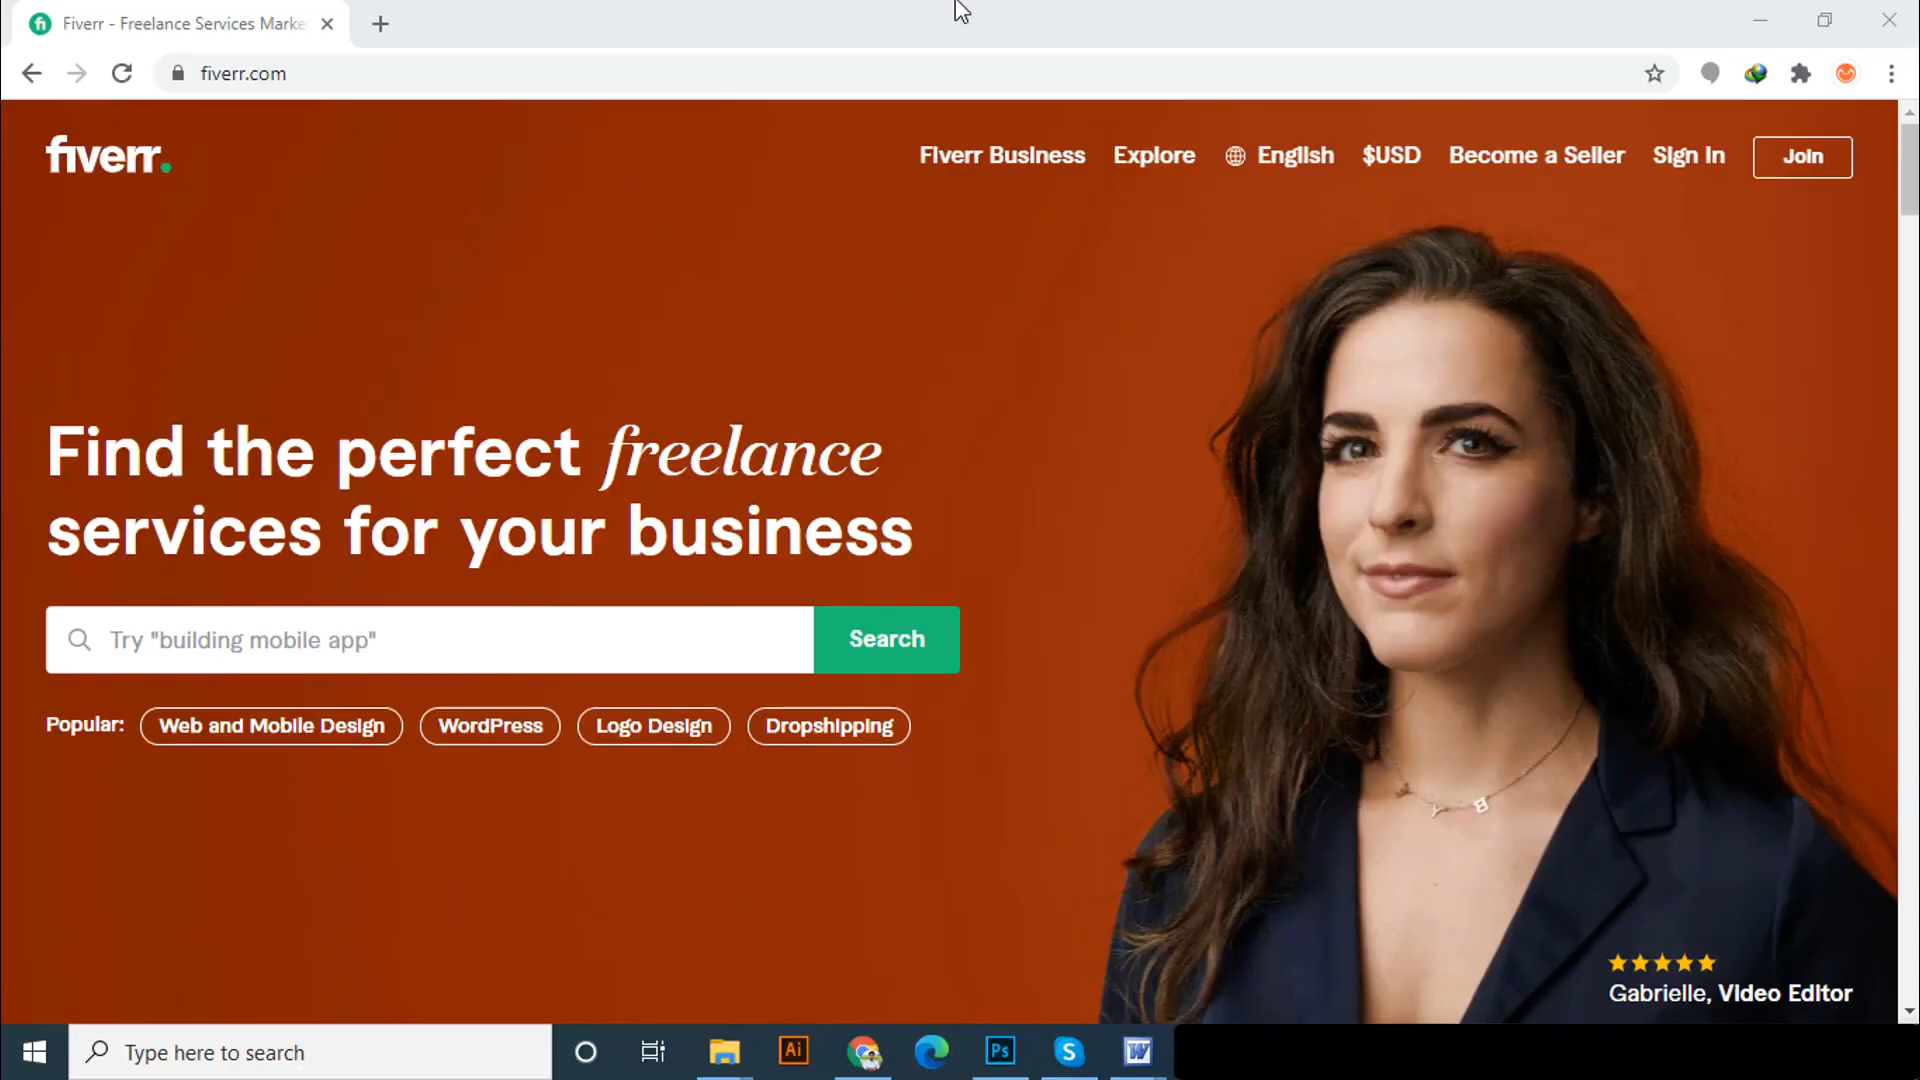 Fiverr - Freelance Services Marke
fiverr.com
fiverr.
Fiverr Business
Explore
English
$USD
Become a Seller
Sign in
Join
Find the perfect freelance
services for your business
Try "building mobile app"
Search
Popular:
Web and Mobile Design
WordPress
Logo Design
Dropshipping
Gabrielle, Video Editor
Type here to search
Ai
Ps
S
W